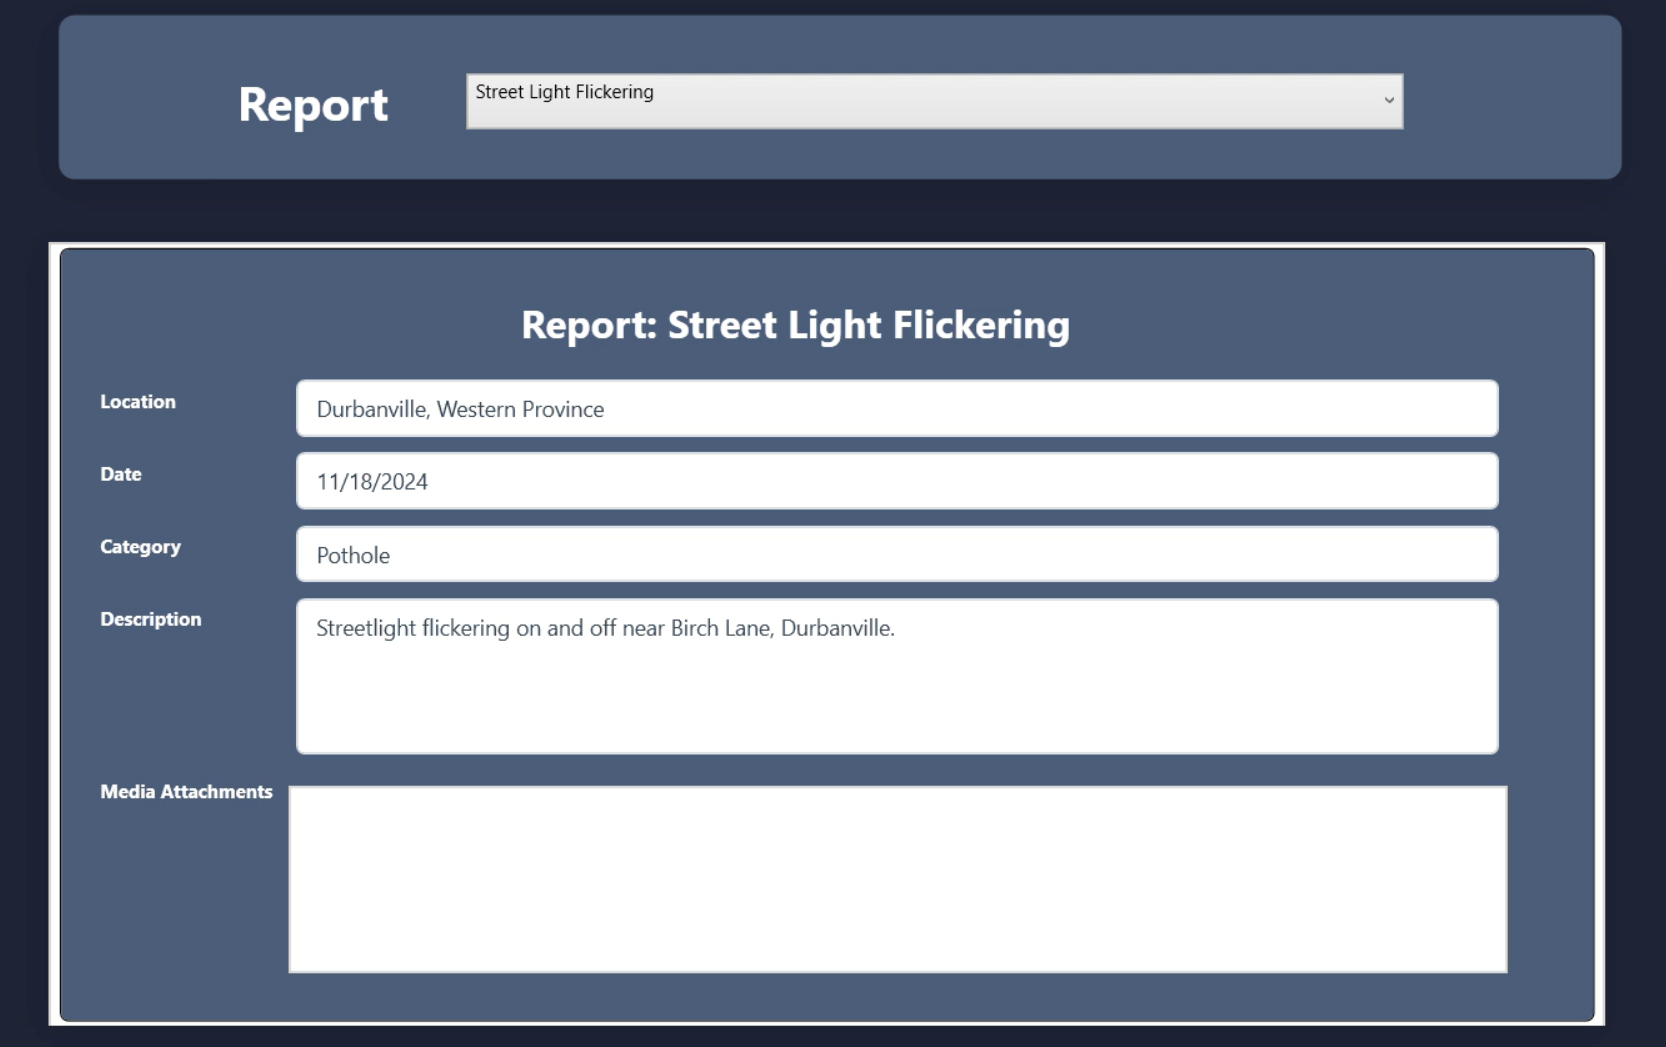 Report
Street Light Flickering
Report: Street Light Flickering
Location
Durbanville, Western Province
Date
11/18/2024
Category
Pothole
Description
Streetlight flickering on and off near Birch Lane, Durbanville.
Media Attachments